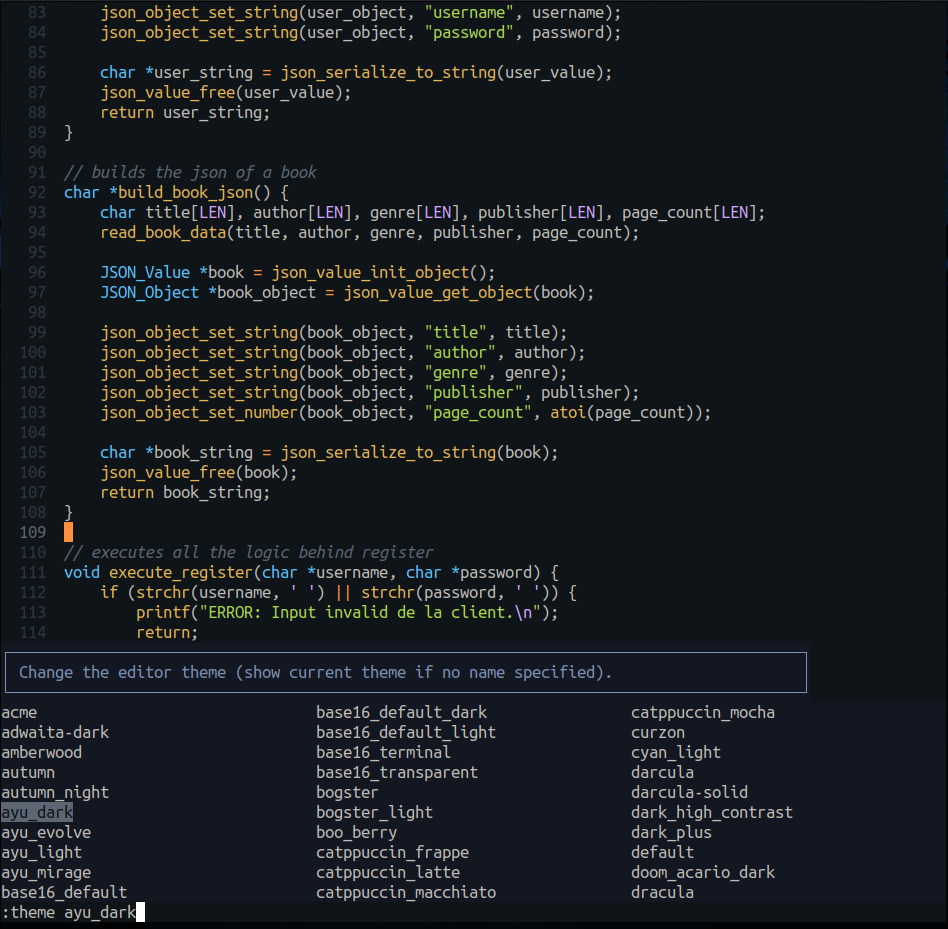 83 json_object_set_string(user_object, "username", username);
84 json_object_set_string(user_object, "password", password);
85
86 char *user_string = json_serialize_to_string(user_value);
87 json_value_free(user_value);
88 return user_string;
89 }
90
91 // builds the json of a book
92 char *build_book_json() {
93 char title[LEN], author[LEN], genre[LEN], publisher[LEN], page_count[LEN];
94 read_book_data(title, author, genre, publisher, page_count);
95
96 JSON_Value *book = json_value_init_object();
97 JSON_Object *book_object = json_value_get_object(book);
98
99 json_object_set_string(book_object, "title", title);
100 json_object_set_string(book_object, "author", author);
101 json_object_set_string(book_object, "genre", genre);
102 json_object_set_string(book_object, "publisher", publisher);
103 json_object_set_number(book_object, "page_count", atoi(page_count));
104
105 char *book_string = json_serialize_to_string(book);
106 json_value_free(book);
107 return book_string;
108 }
109
110 // executes all the logic behind register
111 void execute_register(char *username, char *password) {
112 if (strchr(username, ' ') || strchr(password, ' ')) {
113 printf("ERROR: Input invalid de la client.\n");
114 return;
Change the editor theme (show current theme if no name specified).
acme base16_default_dark catppuccin_mocha
adwaita-dark base16_default_light curzon
amberwood base16_terminal cyan_light
autumn base16_transparent darcula
autumn_night bogster darcula-solid
ayu_dark bogster_light dark_high_contrast
ayu_evolve boo_berry dark_plus
ayu_light catppuccin_frappe default
ayu_mirage catppuccin_latte doom_acario_dark
base16_default catppuccin_macchiato dracula
:theme ayu_dark